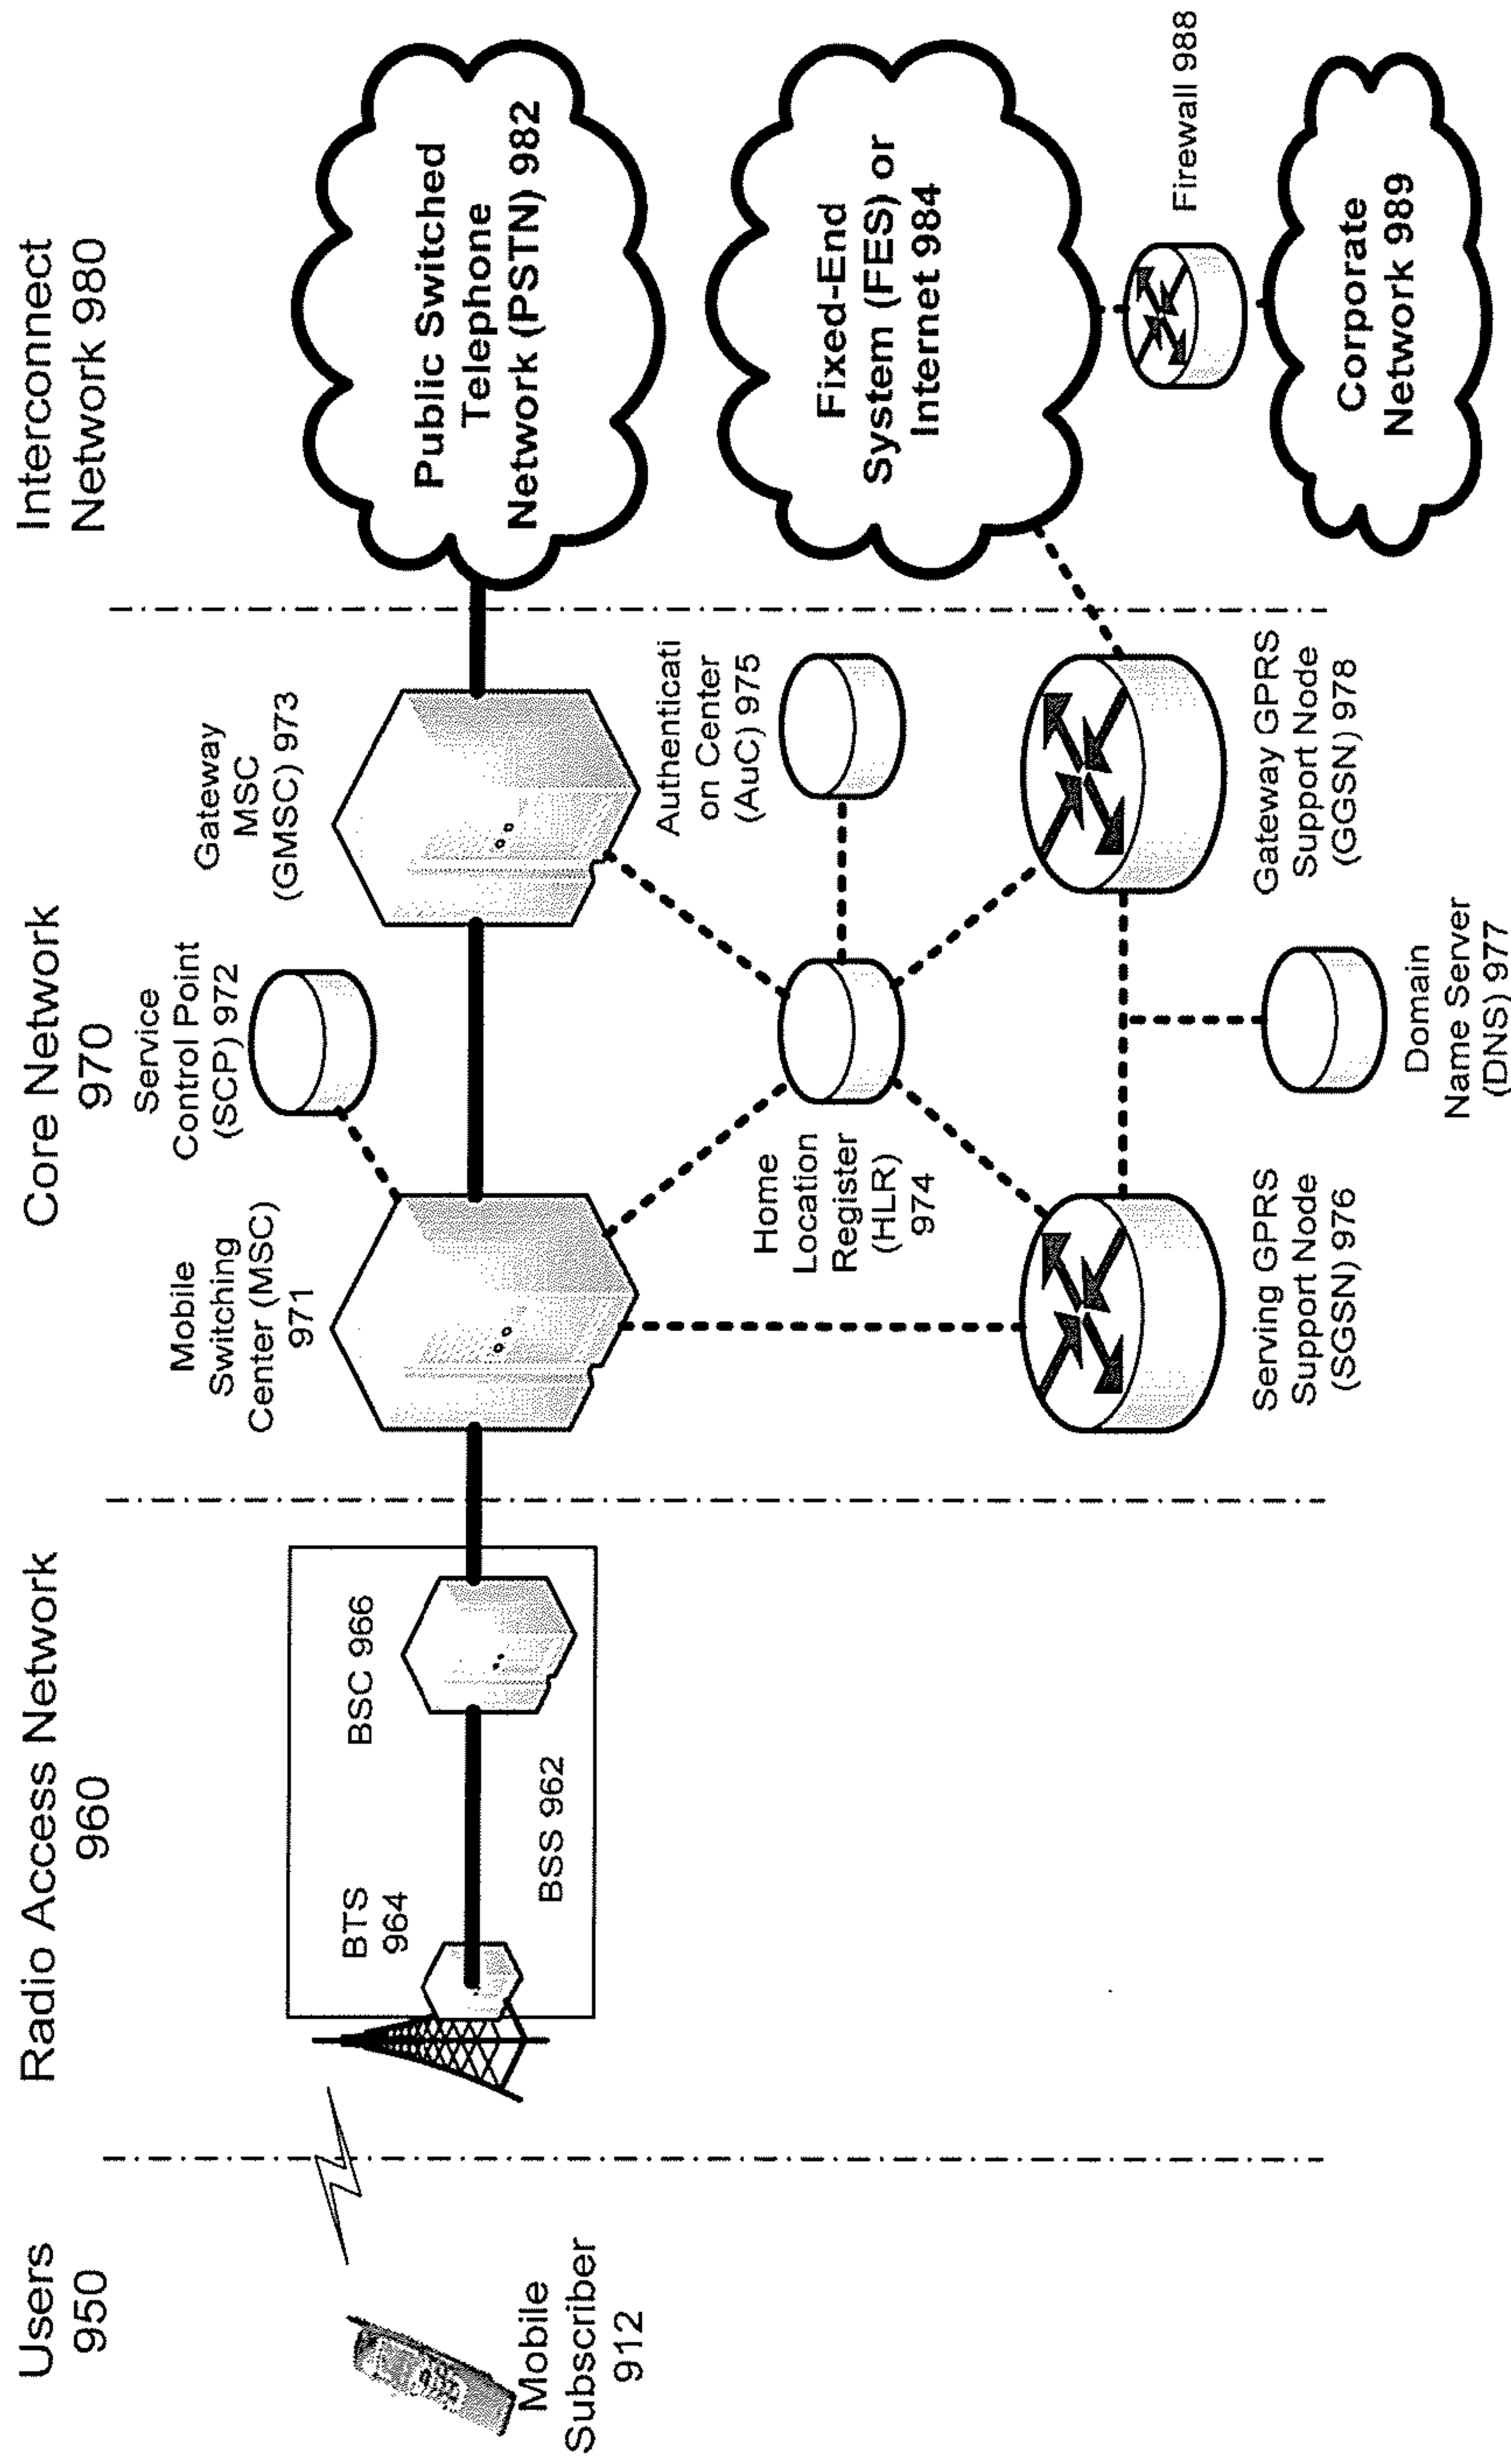 Users
950
Radio Access Network
960
Core Network
970
Interconnect
Network 980
Mobile
Subscriber
912
BTS
964
BSC 966
BSS 962
Mobile
Switching
Center (MSC)
971
Service
Control Point
(SCP) 972
Gateway
MSC
(GMSC) 973
Public Switched
Telephone
Network (PSTN) 982
Home
Location
Register
(HLR)
974
Authenticati
on Center
(AuC) 975
Fixed-End
System (FES) or
Internet 984
Serving GPRS
Support Node
(SGSN) 976
Domain
Name Server
(DNS) 977
Gateway GPRS
Support Node
(GGSN) 978
Firewall 988
Corporate
Network 989